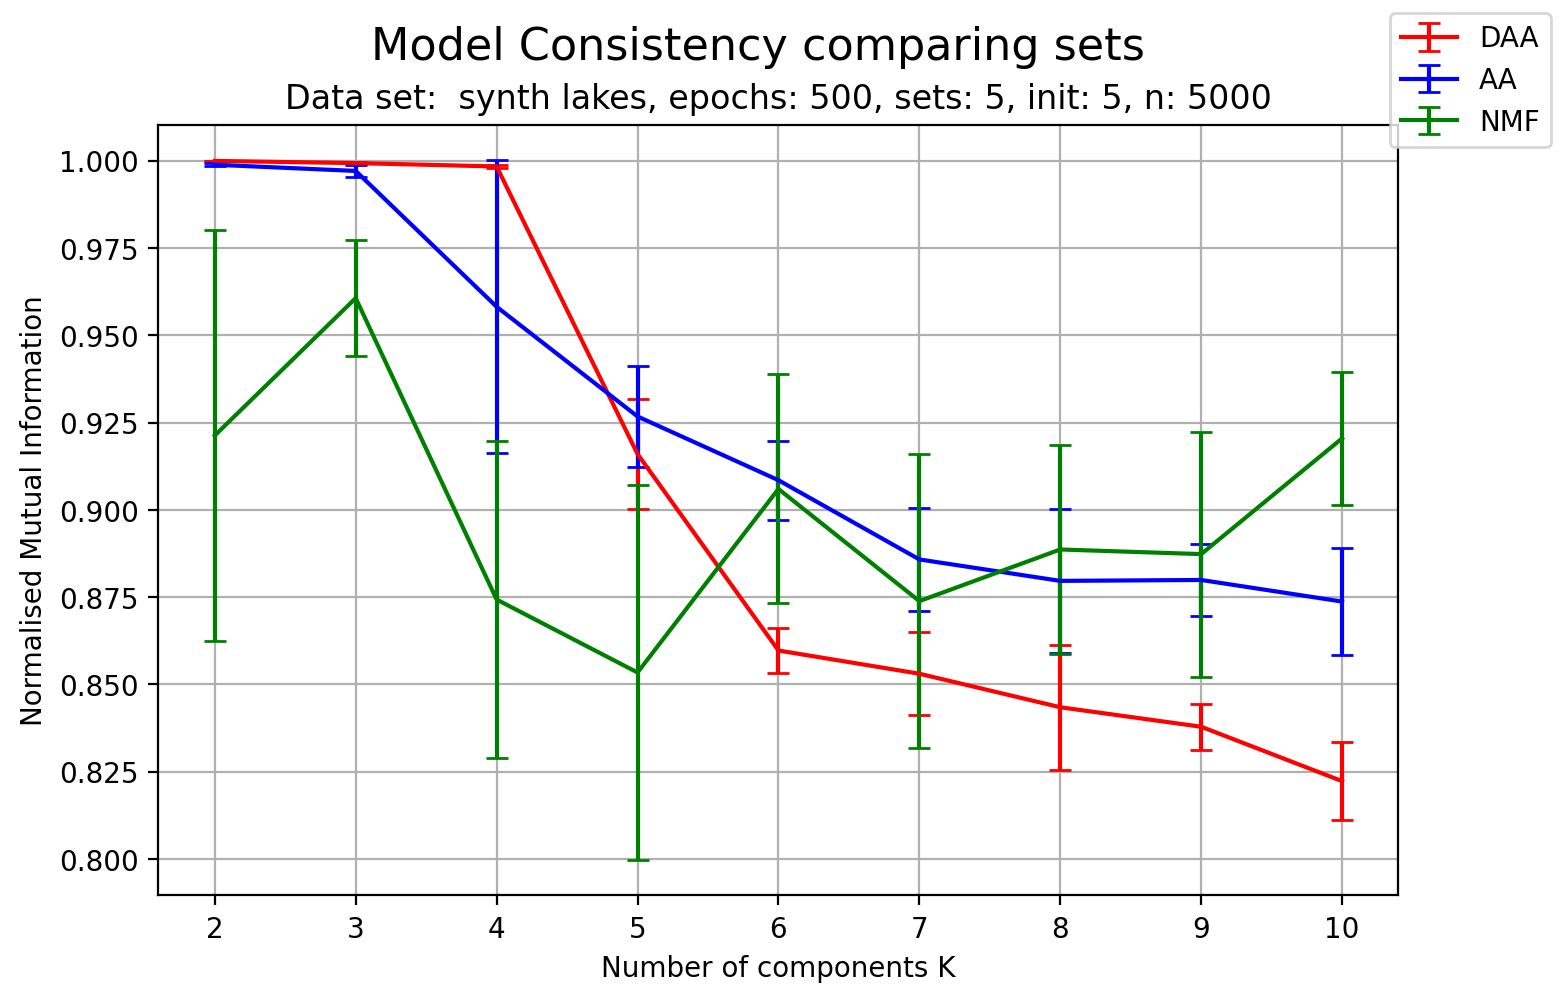 Model Consistency comparing sets
Data set:  synth lakes, epochs: 500, sets: 5, init: 5, n: 5000
DAA
AA
NMF
Normalised Mutual Information
1.000
0.975
0.950
0.925
0.900
0.875
0.850
0.825
0.800
2 3 4 5 6 7 8 9 10
Number of components K